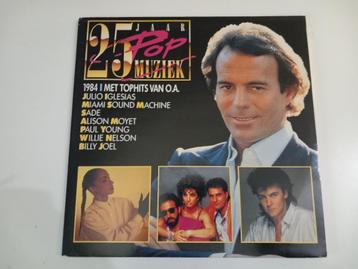 25 JAAR
Pop
MUZIEK
1984 I MET TOPHITS VAN O.A.
JULIO IGLESIAS
MIAMI SOUND MACHINE
SADE
ALISON MOYET
PAUL YOUNG
WILLIE NELSON
BILLY JOEL